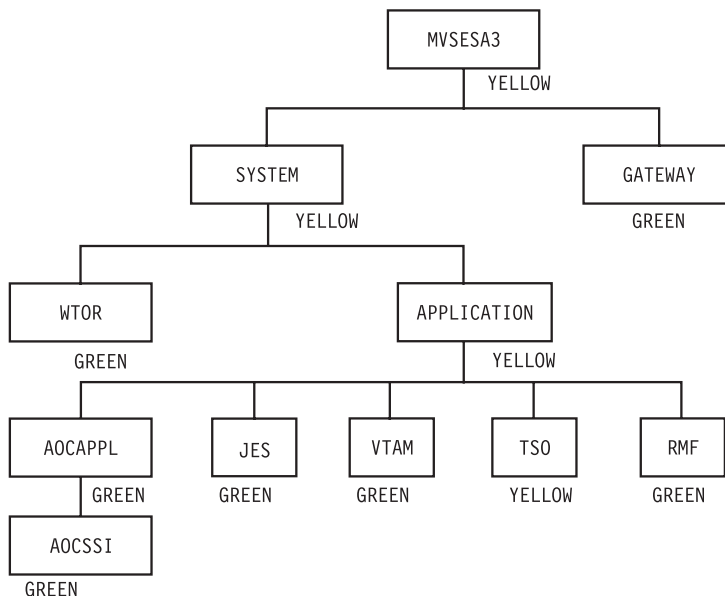 MVSESA3
YELLOW
SYSTEM
GATEWAY
YELLOW
GREEN
WTOR
APPLICATION
GREEN
YELLOW
AOCAPPL
JES
VTAM
TSO
RMF
GREEN
GREEN
GREEN
YELLOW
GREEN
AOCSSI
GREEN